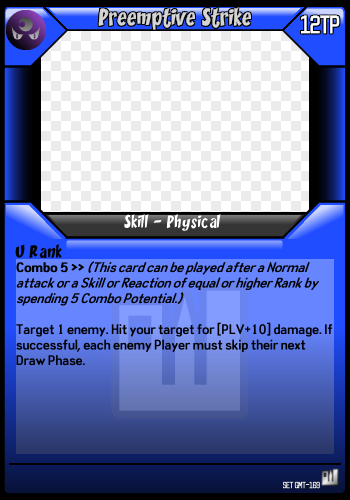 Preemptive Strike
12TP
Skill - Physical
U Rank
Combo 5 >> (This card can be played after a Normal
attack or a Skill or Reaction of equal or higher Rank by
spending 5 Combo Potential.)
Target 1 enemy. Hit your target for [PLV+10] damage. If
successful, each enemy Player must skip their next
Draw Phase.
SET GMT-169